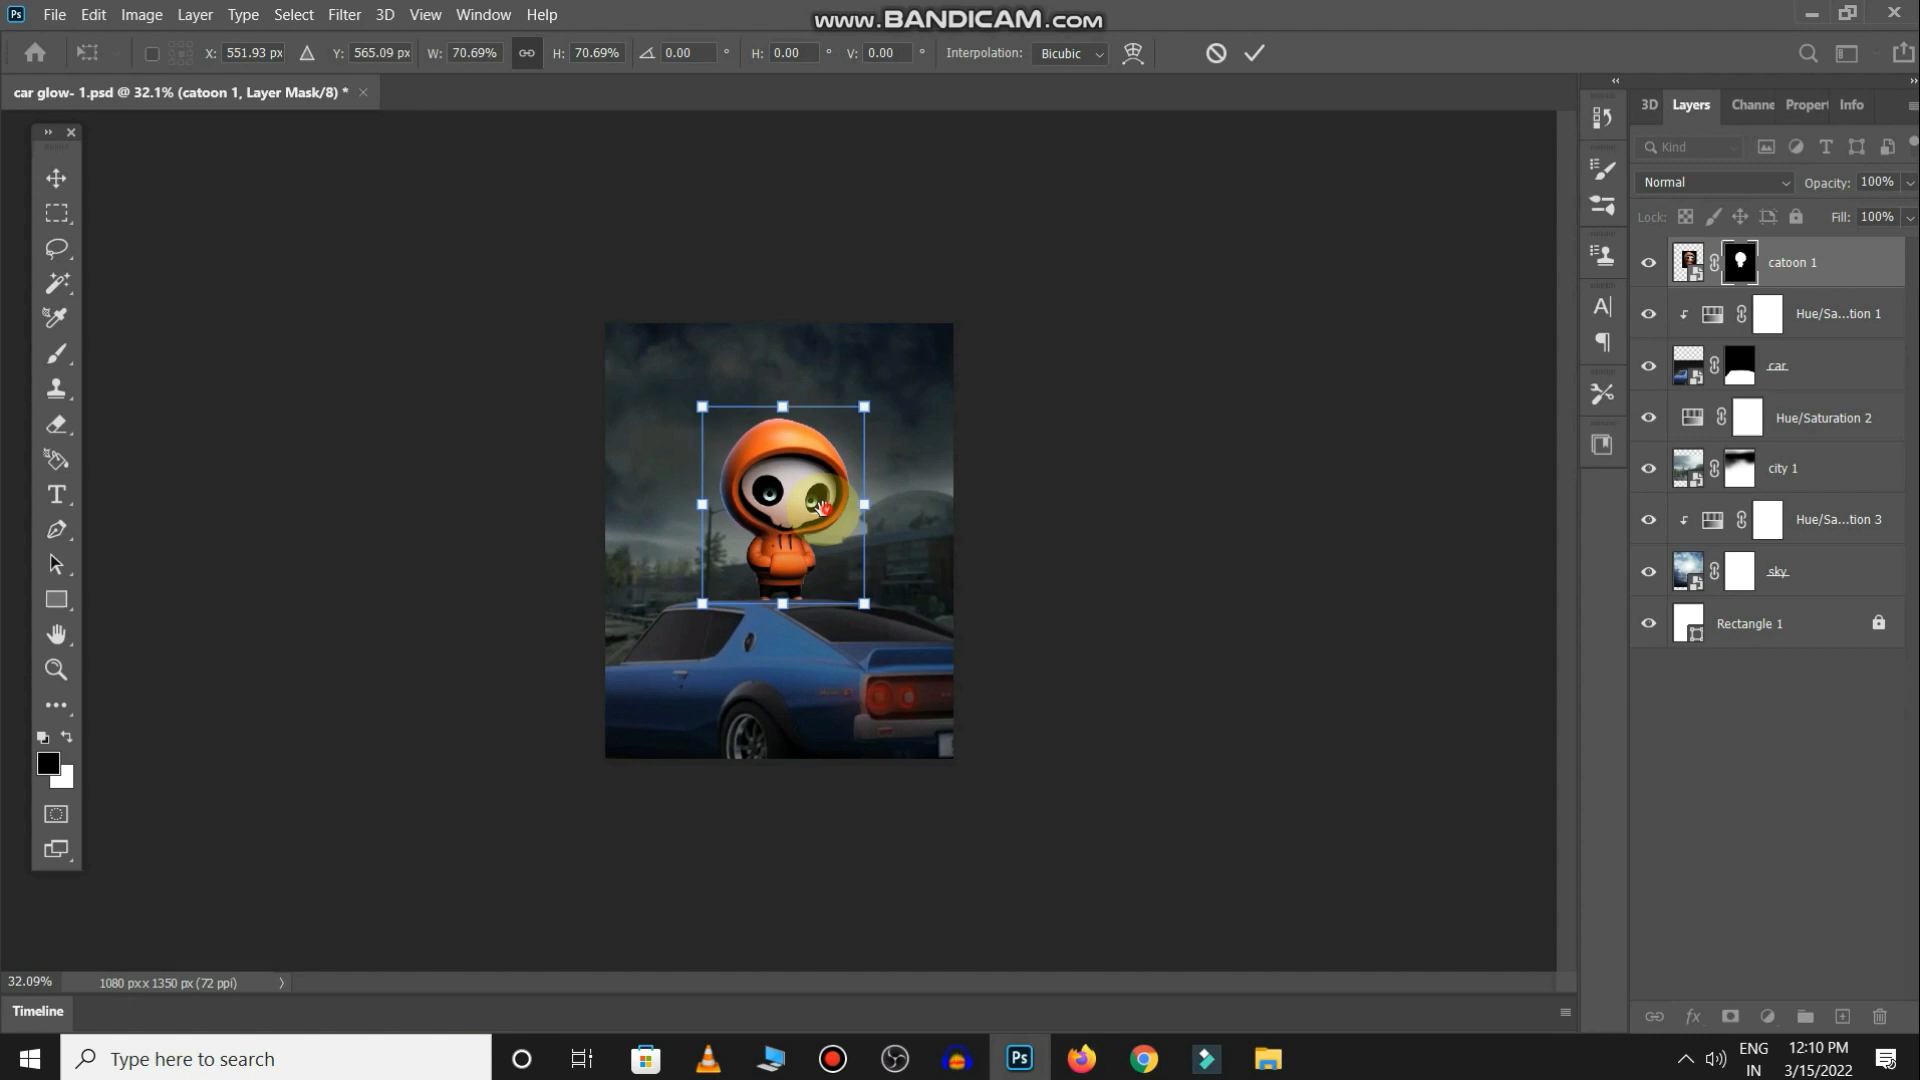 Ps File Edit Image Layer Type Select Filter 3D View Window Help
www.BANDICAM.com
X: 551.93 px Y: 565.09 px W: 70.69% H: 70.69% 0.00 ° H: 0.00 ° V: 0.00 ° Interpolation: Bicubic
car glow- 1.psd @ 32.1% (catoon 1, Layer Mask/8) *
3D Layers Channe Propert Info
Kind
Normal Opacity: 100%
Lock: Fill: 100%
catoon 1
Hue/Sa...tion 1
car
Hue/Saturation 2
city 1
Hue/Sa...tion 3
sky
Rectangle 1
32.09% 1080 px x 1350 px (72 ppi)
Timeline
Type here to search
Ps
ENG
IN
12:10 PM
3/15/2022